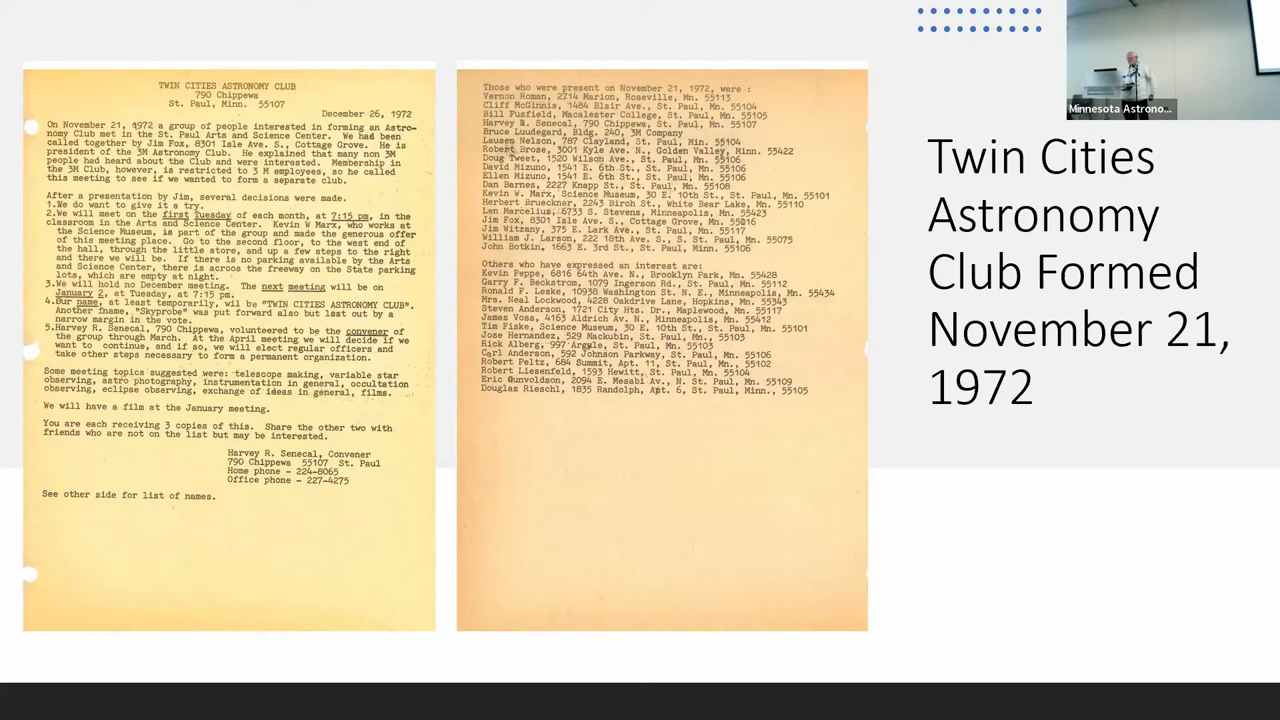 TWIN CITIES ASTRONOMY CLUB
790 Chippewa
St. Paul, Minn. 55107
December 26, 1972
On November 21, 1972 a group of people interested in forming an Astro-
nomy Club met in the St. Paul Arts and Science Center. We had been
called together by Jim Fox, 8301 Isle Ave. S., Cottage Grove. He is
president of the 3M Astronomy Club. He explained that many non 3M
people had heard about the Club and were interested. Membership in
the 3M Club, however, is restricted to 3 M employees, so he called
this meeting to see if we wanted to form a separate club.
After a presentation by Jim, several decisions were made.
1.We do want to give it a try.
2.We will meet on the first Tuesday of each month, at 7:15 pm, in the
classroom in the Arts and Science Center. Kevin W Marx, who works at
the Science Museum, is part of the group and made the generous offer
of this meeting place. Go to the second floor, to the west end of
the hall, through the little store, and up a few steps to the right
and there we will be. If there is no parking available by the Arts
and Science Center, there is across the freeway on the State parking
lots, which are empty at night.
3.We will hold no December meeting. The next meeting will be on
January 2, at Tuesday, at 7:15 pm.
4.Our name, at least temporarily, wil be "TWIN CITIES ASTRONOMY CLUB".
Another fname, "Skyprobe" was put forward also but lost out by a
narrow margin in the vote.
5.Harvey R. Senecal, 790 Chippewa, volunteered to be the convener of
the group through March. At the April meeting we will decide if we
want to continue, and if so, we will elect regular officers and
take other steps necessary to form a permanent organization.
Some meeting topics suggested were: telescope making, variable star
observing, astro photography, instrumentation in general, occultation
observing, eclipse observing, exchange of ideas in general, films.
We will have a film at the January meeting.
You are each receiving 3 copies of this. Share the other two with
friends who are not on the list but may be interested.
Harvey R. Senecal, Convener
790 Chippewa 55107 St. Paul
Home phone - 224-8065
Office phone - 227-4275
See other side for list of names.
Those who were present on November 21, 1972, were :
Vernon Roman, 2714 Marion, Roseville, Mn. 55113
Cliff McGinnis, 1484 Blair Ave., St. Paul, Mn. 55104
Bill Fusfield, Macalester College, St. Paul, Mn. 55105
Harvey R. Senecal, 790 Chippewa, St. Paul, Mn. 55107
Bruce Luudegard, Bldg. 240, 3M Company
Lausen Nelson, 787 Clayland, St. Paul, Min. 55104
Robert Brose, 3001 Kyle Ave. N., Golden Valley, Minn. 55422
Doug Tweet, 1520 Wilson Ave., St. Paul, Mn. 55106
David Mizuno, 1541 E. 6th St., St. Paul, Mn. 55106
Ellen Mizuno, 1541 E. 6th St., St. Paul, Mn. 55106
Dan Barnes, 2227 Knapp St., St. Paul, Mn. 55108
Kevin W. Marx, Science Museum, 30 E. 10th St., St. Paul, Mn. 55101
Herbert Brueckner, 2243 Birch St., White Bear Lake, Mn. 55110
Len Marcelius, 6733 S. Stevens, Minneapolis, Mn. 55423
Jim Fox, 8301 Isle Ave. S., Cottage Grove, Mn. 55016
Jim Witzany, 375 E. Lark Ave., St. Paul, Mn. 55117
William J. Larson, 222 18th Ave. S., S. St. Paul, Mn. 55075
John Botkin, 1663 E. 3rd St., St. Paul, Minn. 55106
Others who have expressed an interest are:
Kevin Peppe, 6816 64th Ave. N., Brooklyn Park, Mn. 55428
Garry F. Beckstrom, 1079 Ingerson Rd., St. Paul, Mn. 55112
Ronald F. Leske, 10938 Washington St. N. E., Minneapolis, Mn. 55434
Mrs. Neal Lockwood, 4228 Oakdrive Lane, Hopkins, Mn. 55343
Steven Anderson, 1721 City Hts. Dr., Maplewood, Mn. 55117
James Voss, 4163 Aldrich Av. N., Minneapolis, Mn. 55412
Tim Fiske, Science Museum, 30 E. 10th St., St. Paul, Mn. 55101
Jose Hernandez, 529 Mackubin, St. Paul, Mn. 55103
Rick Alberg, 997 Argyle, St. Paul, Mn. 55103
Carl Anderson, 592 Johnson Parkway, St. Paul, Mn. 55106
Robert Peltz, 684 Summit, Apt. 11, St. Paul, Mn., 55102
Robert Liesenfeld, 1593 Hewitt, St. Paul, Mn. 55104
Eric Gunvoldson, 2094 E. Mesabi Av., N. St. Paul, Mn. 55109
Douglas Rieschl, 1835 Randolph, Apt. 6, St. Paul, Minn., 55105
Minnesota Astrono...
Twin Cities
Astronomy
Club Formed
November 21,
1972